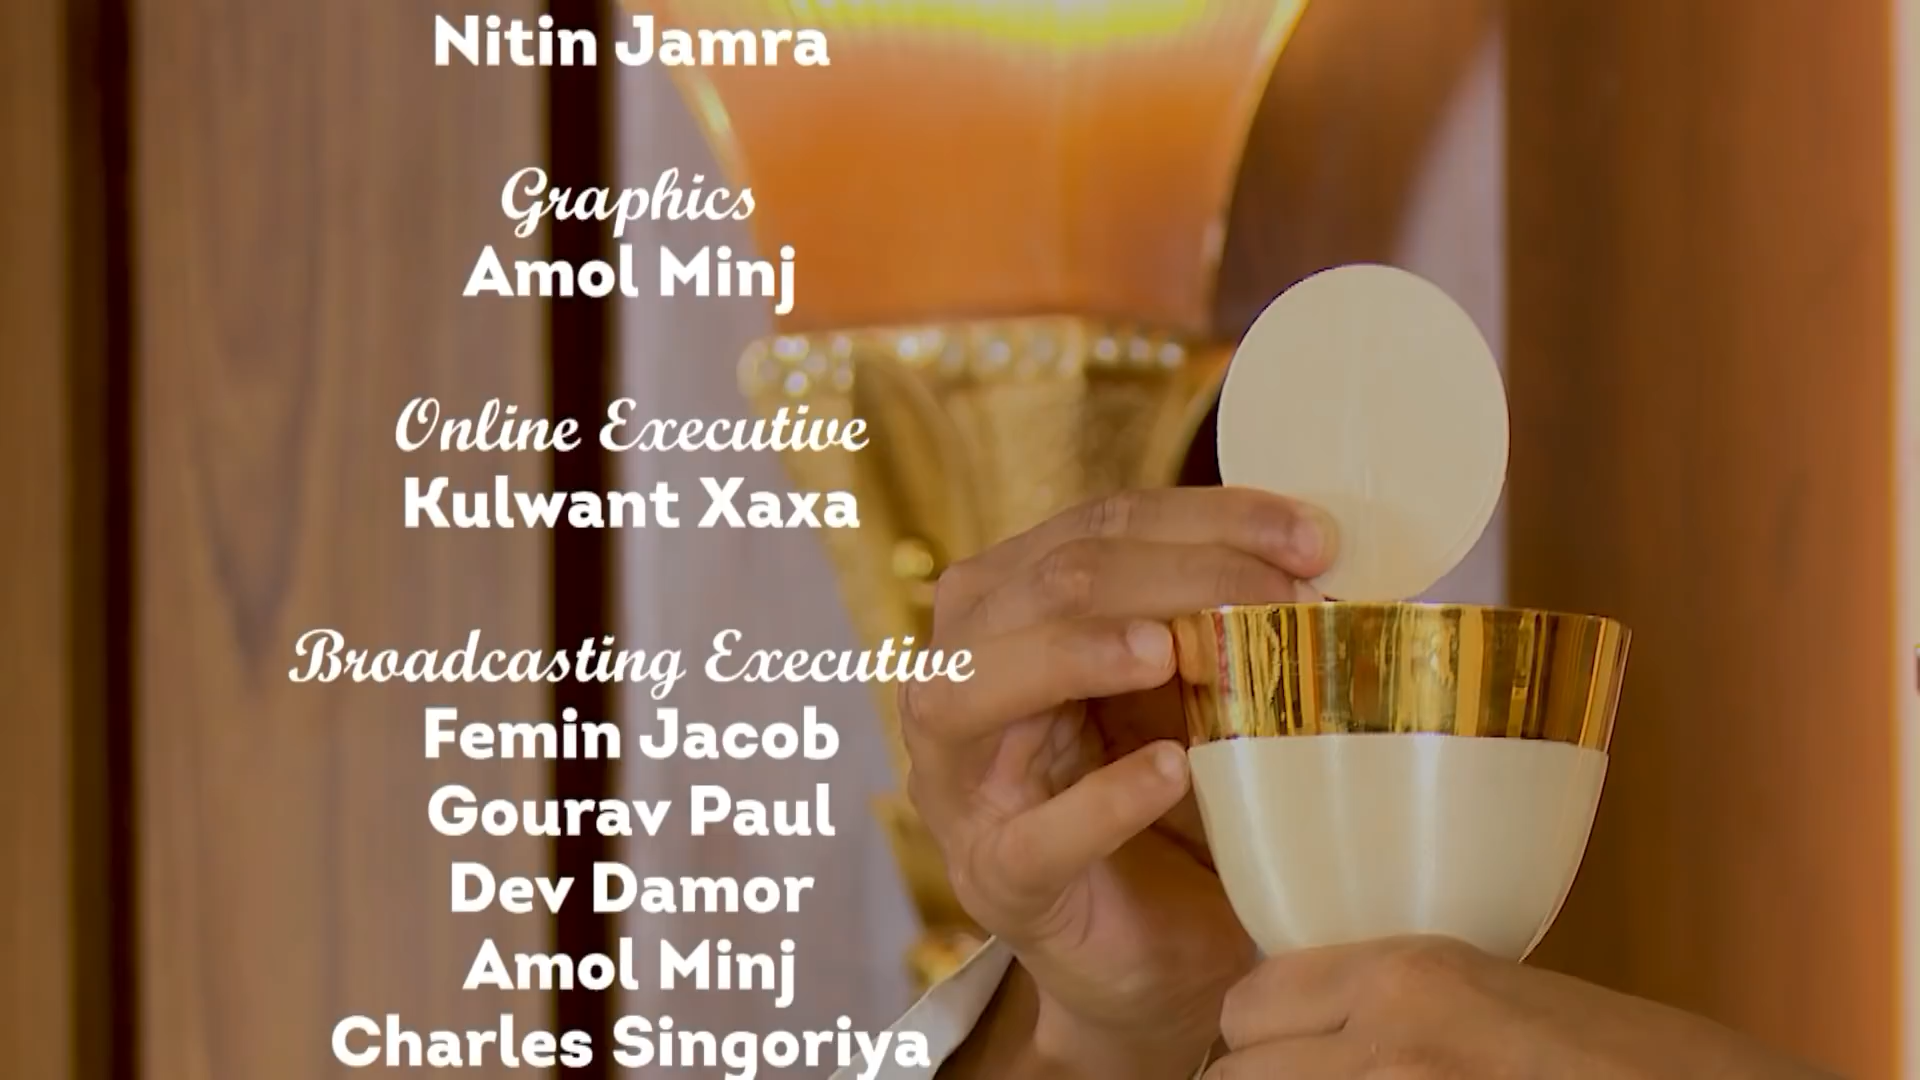 Nitin Jamra
Graphics
Amol Minj
Online Executive
Kulwant Xaxa
Broadcasting Executive
Femin Jacob
Gourav Paul
Dev Damor
Amol Minj
Charles Singoriya